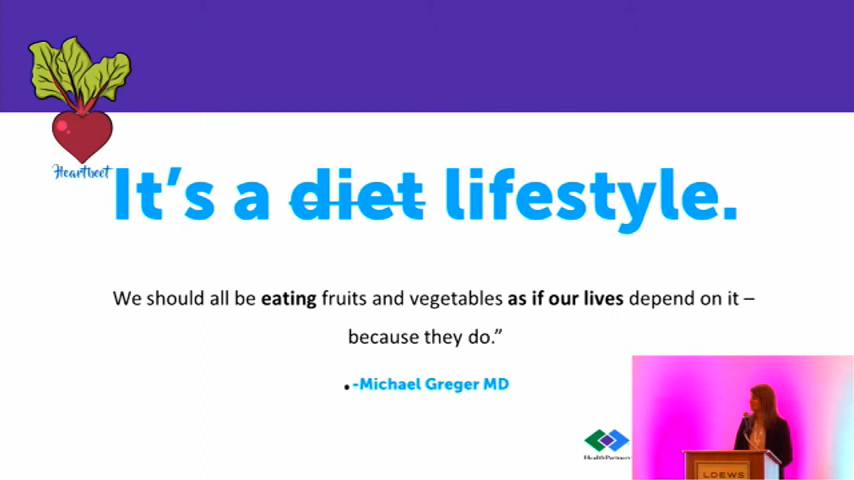 Heartbeet
It's a diet lifestyle.
We should all be eating fruits and vegetables as if our lives depend on it –
because they do.”
-Michael Greger MD
HealthPartners
LOEWS